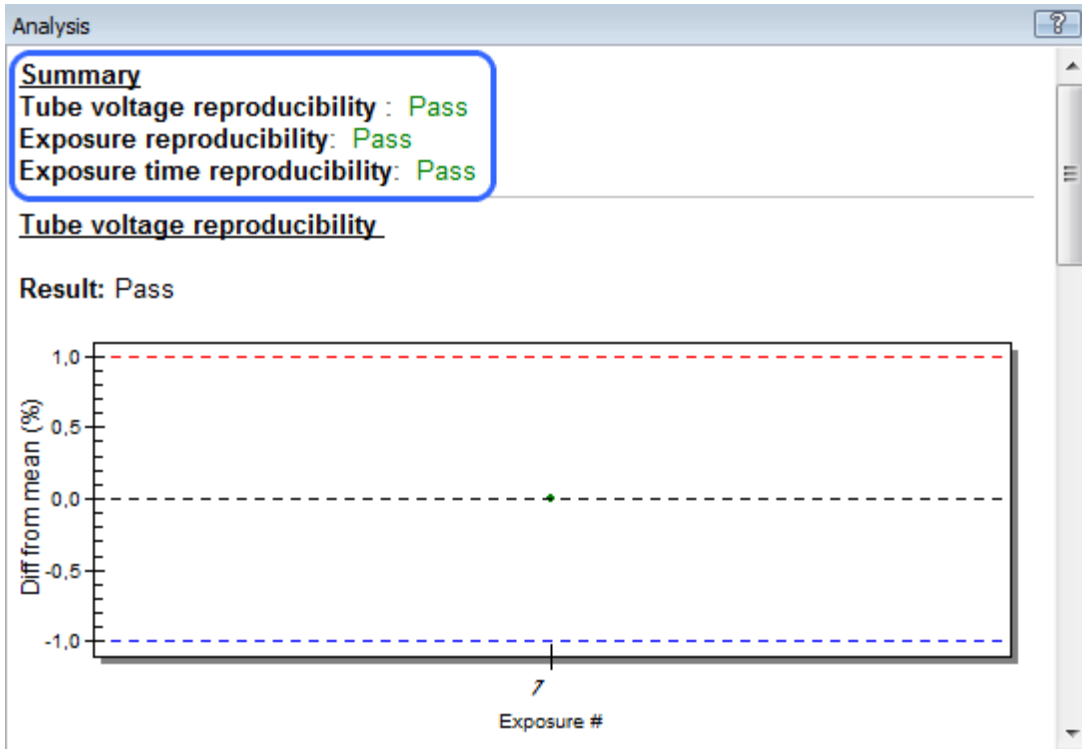 Analysis
?
Summary
Tube voltage reproducibility : Pass
Exposure reproducibility: Pass
Exposure time reproducibility: Pass
Tube voltage reproducibility
Result: Pass
Diff from mean (%)
1,0
0,5
0,0
-0,5
-1,0
7
Exposure #